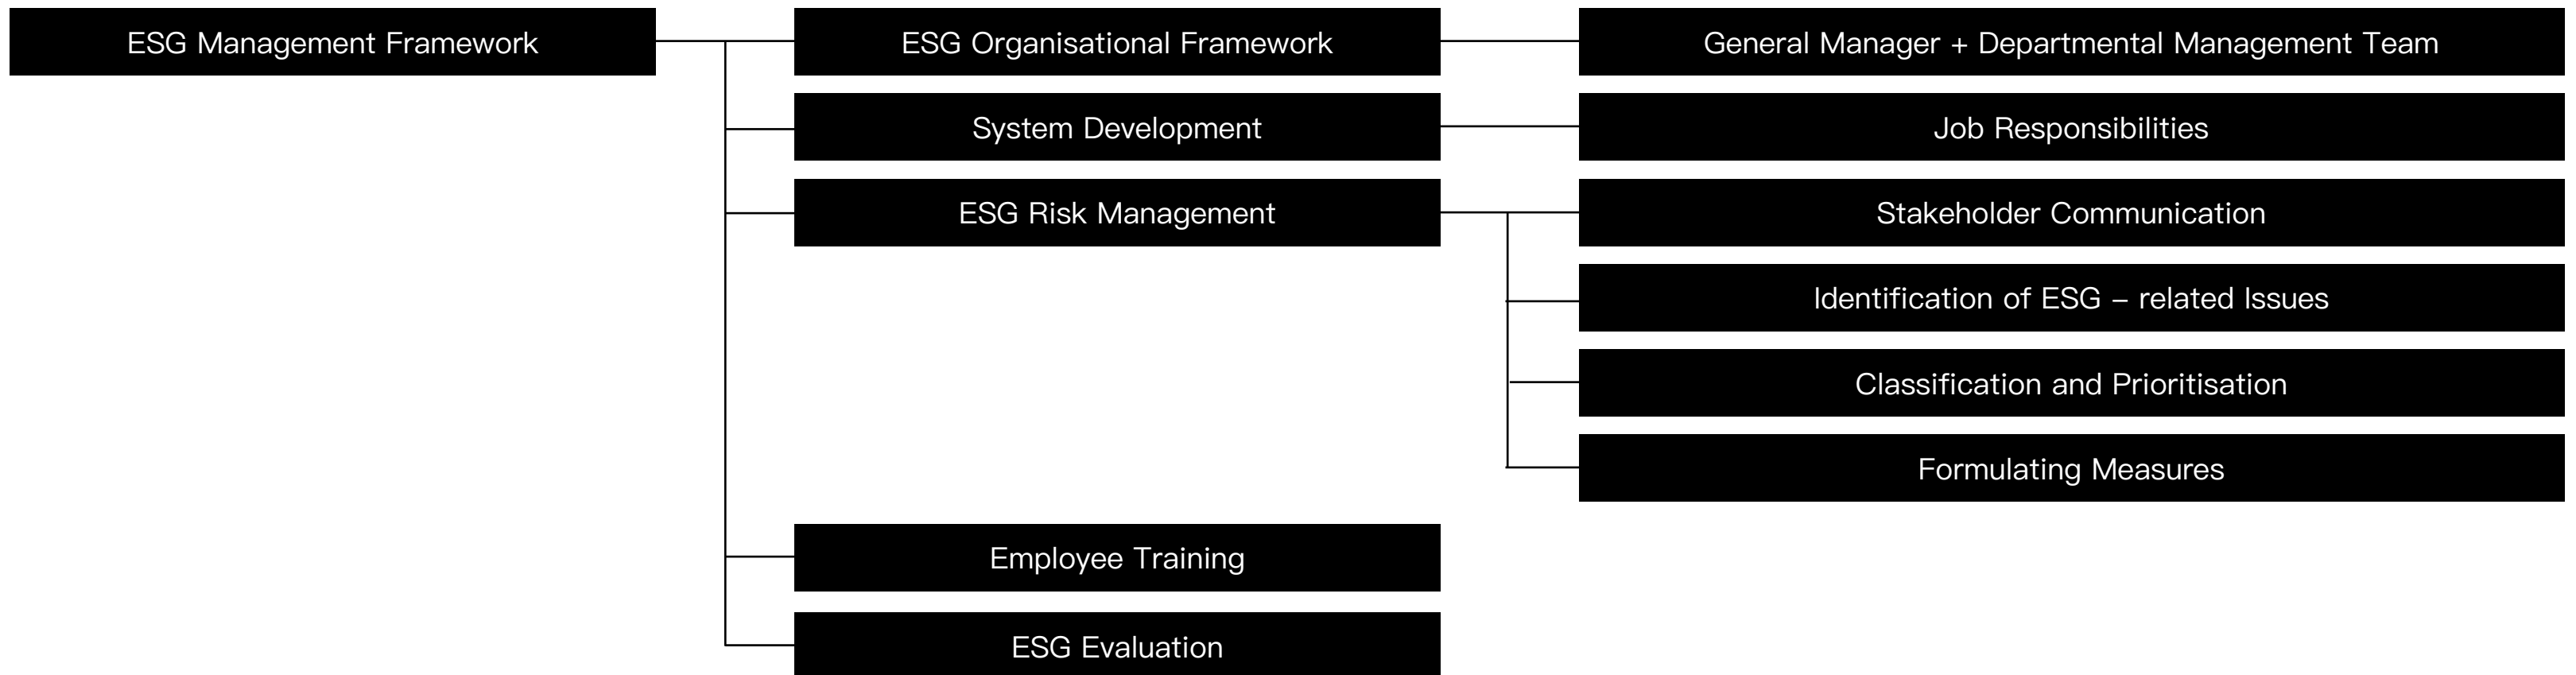 ESG Management Framework
ESG Organisational Framework
General Manager + Departmental Management Team
System Development
Job Responsibilities
ESG Risk Management
Stakeholder Communication
Identification of ESG – related Issues
Classification and Prioritisation
Formulating Measures
Employee Training
ESG Evaluation